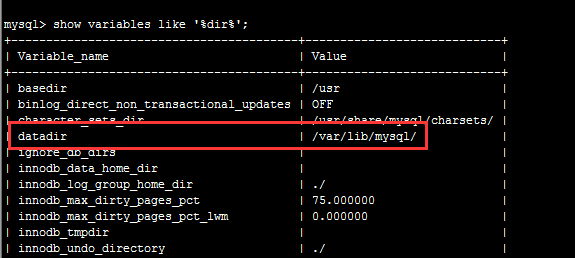 mysql> show variables like '%dir%';
+-----------------------------------------+----------------------------+
| Variable_name | Value |
+-----------------------------------------+----------------------------+
| basedir | /usr |
| binlog_direct_non_transactional_updates | OFF |
| character_sets_dir | /usr/share/mysql/charsets/ |
| datadir | /var/lib/mysql/ |
| ignore_db_dirs | |
| innodb_data_home_dir | |
| innodb_log_group_home_dir | ./ |
| innodb_max_dirty_pages_pct | 75.000000 |
| innodb_max_dirty_pages_pct_lwm | 0.000000 |
| innodb_tmpdir | |
| innodb_undo_directory | ./ |